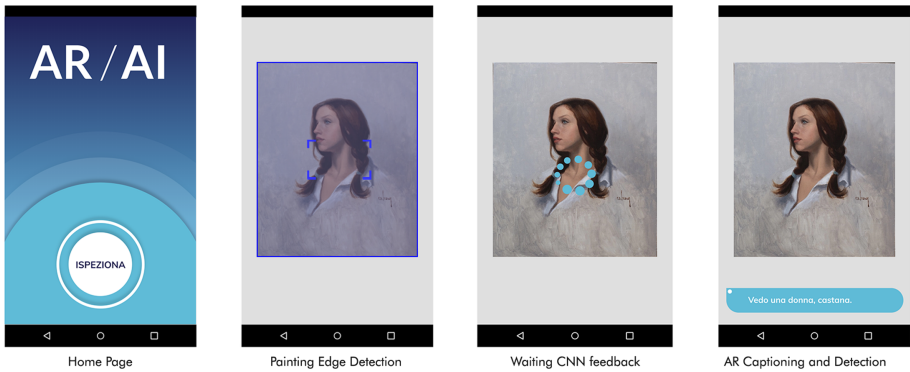 AR/AI
ISPEZIONA
Vedo una donna, castana.
Home Page
Painting Edge Detection
Waiting CNN feedback
AR Captioning and Detection